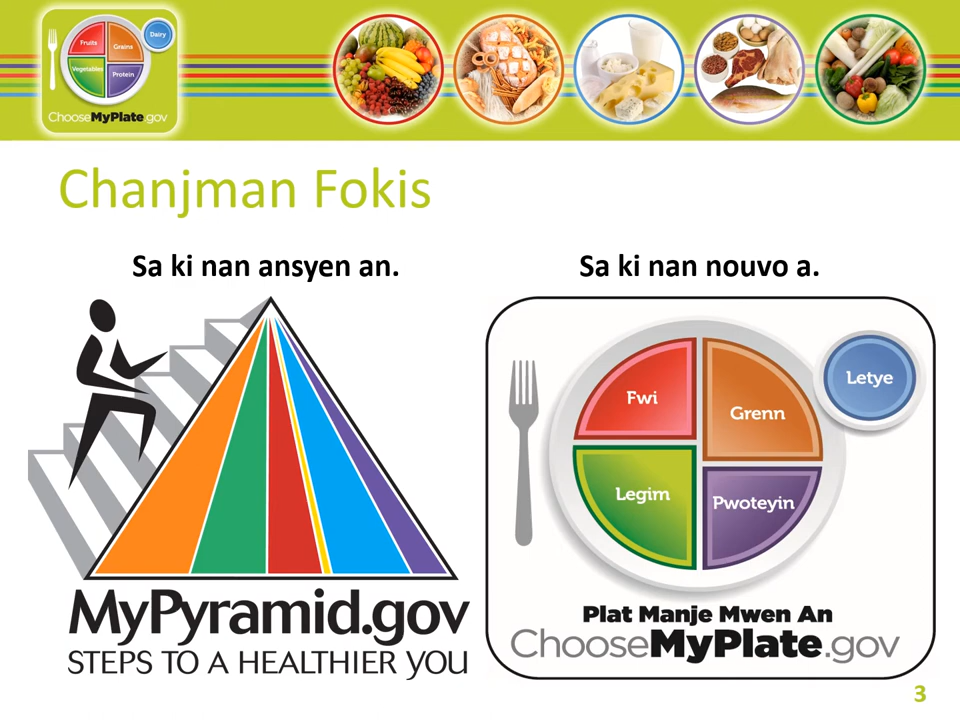 Fruits
Grains
Dairy
Vegetables
Protein
ChooseMyPlate.gov
Chanjman Fokis
Sa ki nan ansyen an.
Sa ki nan nouvo a.
MyPyramid.gov
STEPS TO A HEALTHIER YOU
Fwi
Grenn
Letye
Legim
Pwoteyin
Plat Manje Mwen An
ChooseMyPlate.gov
3